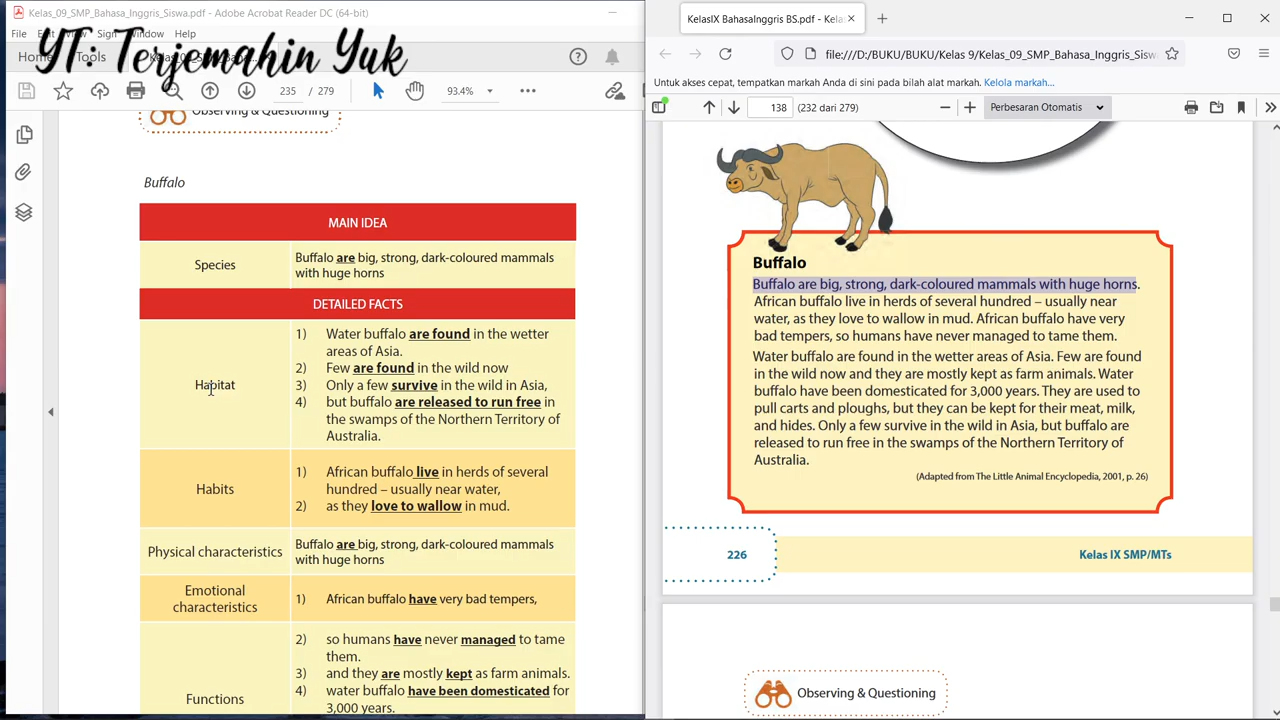 Kelas_09_SMP_Bahasa_Inggris_Siswa.pdf - Adobe Acrobat Reader DC (64-bit)
File Edit Sign Window Help
YT: Terjemahin Yuk
Home Tools
235 / 279
93.4%
Observing & Questioning
Buffalo
MAIN IDEA
Species
Buffalo are big, strong, dark-coloured mammals
with huge horns
DETAILED FACTS
Habitat
1) Water buffalo are found in the wetter
areas of Asia.
2) Few are found in the wild now
3) Only a few survive in the wild in Asia,
4) but buffalo are released to run free in
the swamps of the Northern Territory of
Australia.
Habits
1) African buffalo live in herds of several
hundred – usually near water,
2) as they love to wallow in mud.
Physical characteristics
Buffalo are big, strong, dark-coloured mammals
with huge horns
Emotional
characteristics
1) African buffalo have very bad tempers,
Functions
2) so humans have never managed to tame
them.
3) and they are mostly kept as farm animals.
4) water buffalo have been domesticated for
3,000 years.
KelasIX BahasaInggris BS.pdf - Kela
file:///D:/BUKU/Kelas 9/Kelas_09_SMP_Bahasa_Inggris_Sisw
Untuk akses cepat, tempatkan markah Anda di sini pada bilah alat markah. Kelola markah…
138 (232 dari 279)
Perbesaran Otomatis
Buffalo
Buffalo are big, strong, dark-coloured mammals with huge horns.
African buffalo live in herds of several hundred – usually near
water, as they love to wallow in mud. African buffalo have very
bad tempers, so humans have never managed to tame them.
Water buffalo are found in the wetter areas of Asia. Few are found
in the wild now and they are mostly kept as farm animals. Water
buffalo have been domesticated for 3,000 years. They are used to
pull carts and ploughs, but they can be kept for their meat, milk,
and hides. Only a few survive in the wild in Asia, but buffalo are
released to run free in the swamps of the Northern Territory of
Australia.
(Adapted from The Little Animal Encyclopedia, 2001, p. 26)
226
Kelas IX SMP/MTs
Observing & Questioning